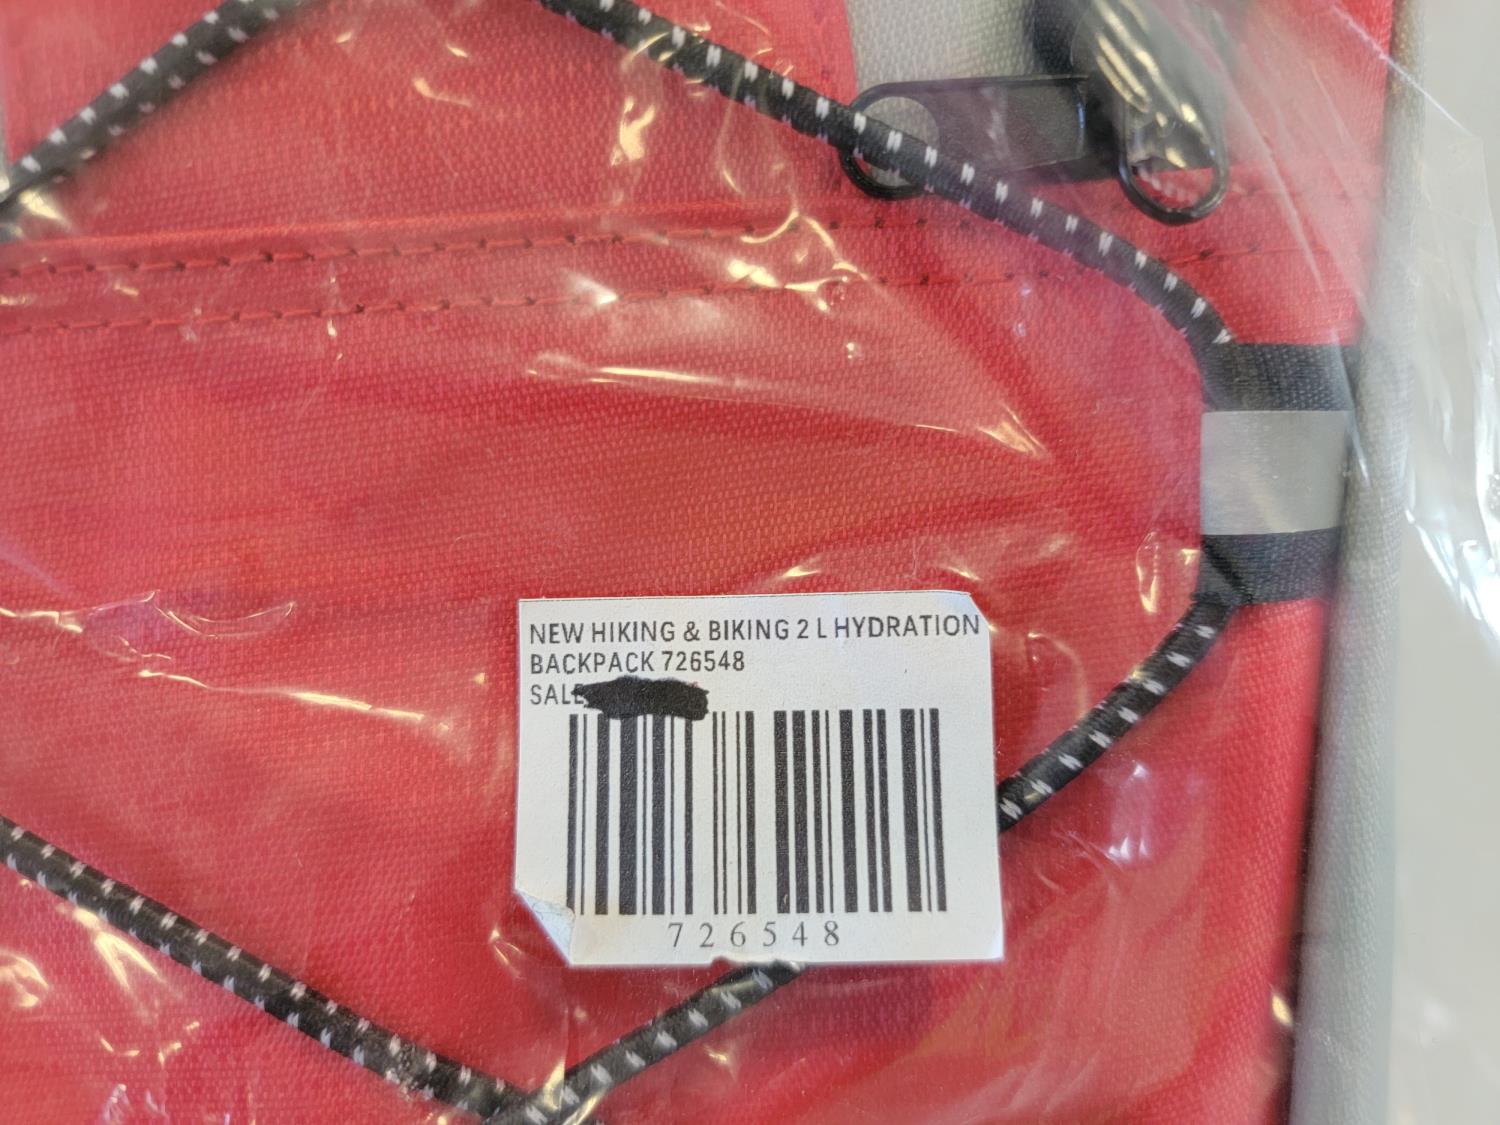 NEW HIKING & BIKING 2 L HYDRATION
BACKPACK 726548
SALE
726548